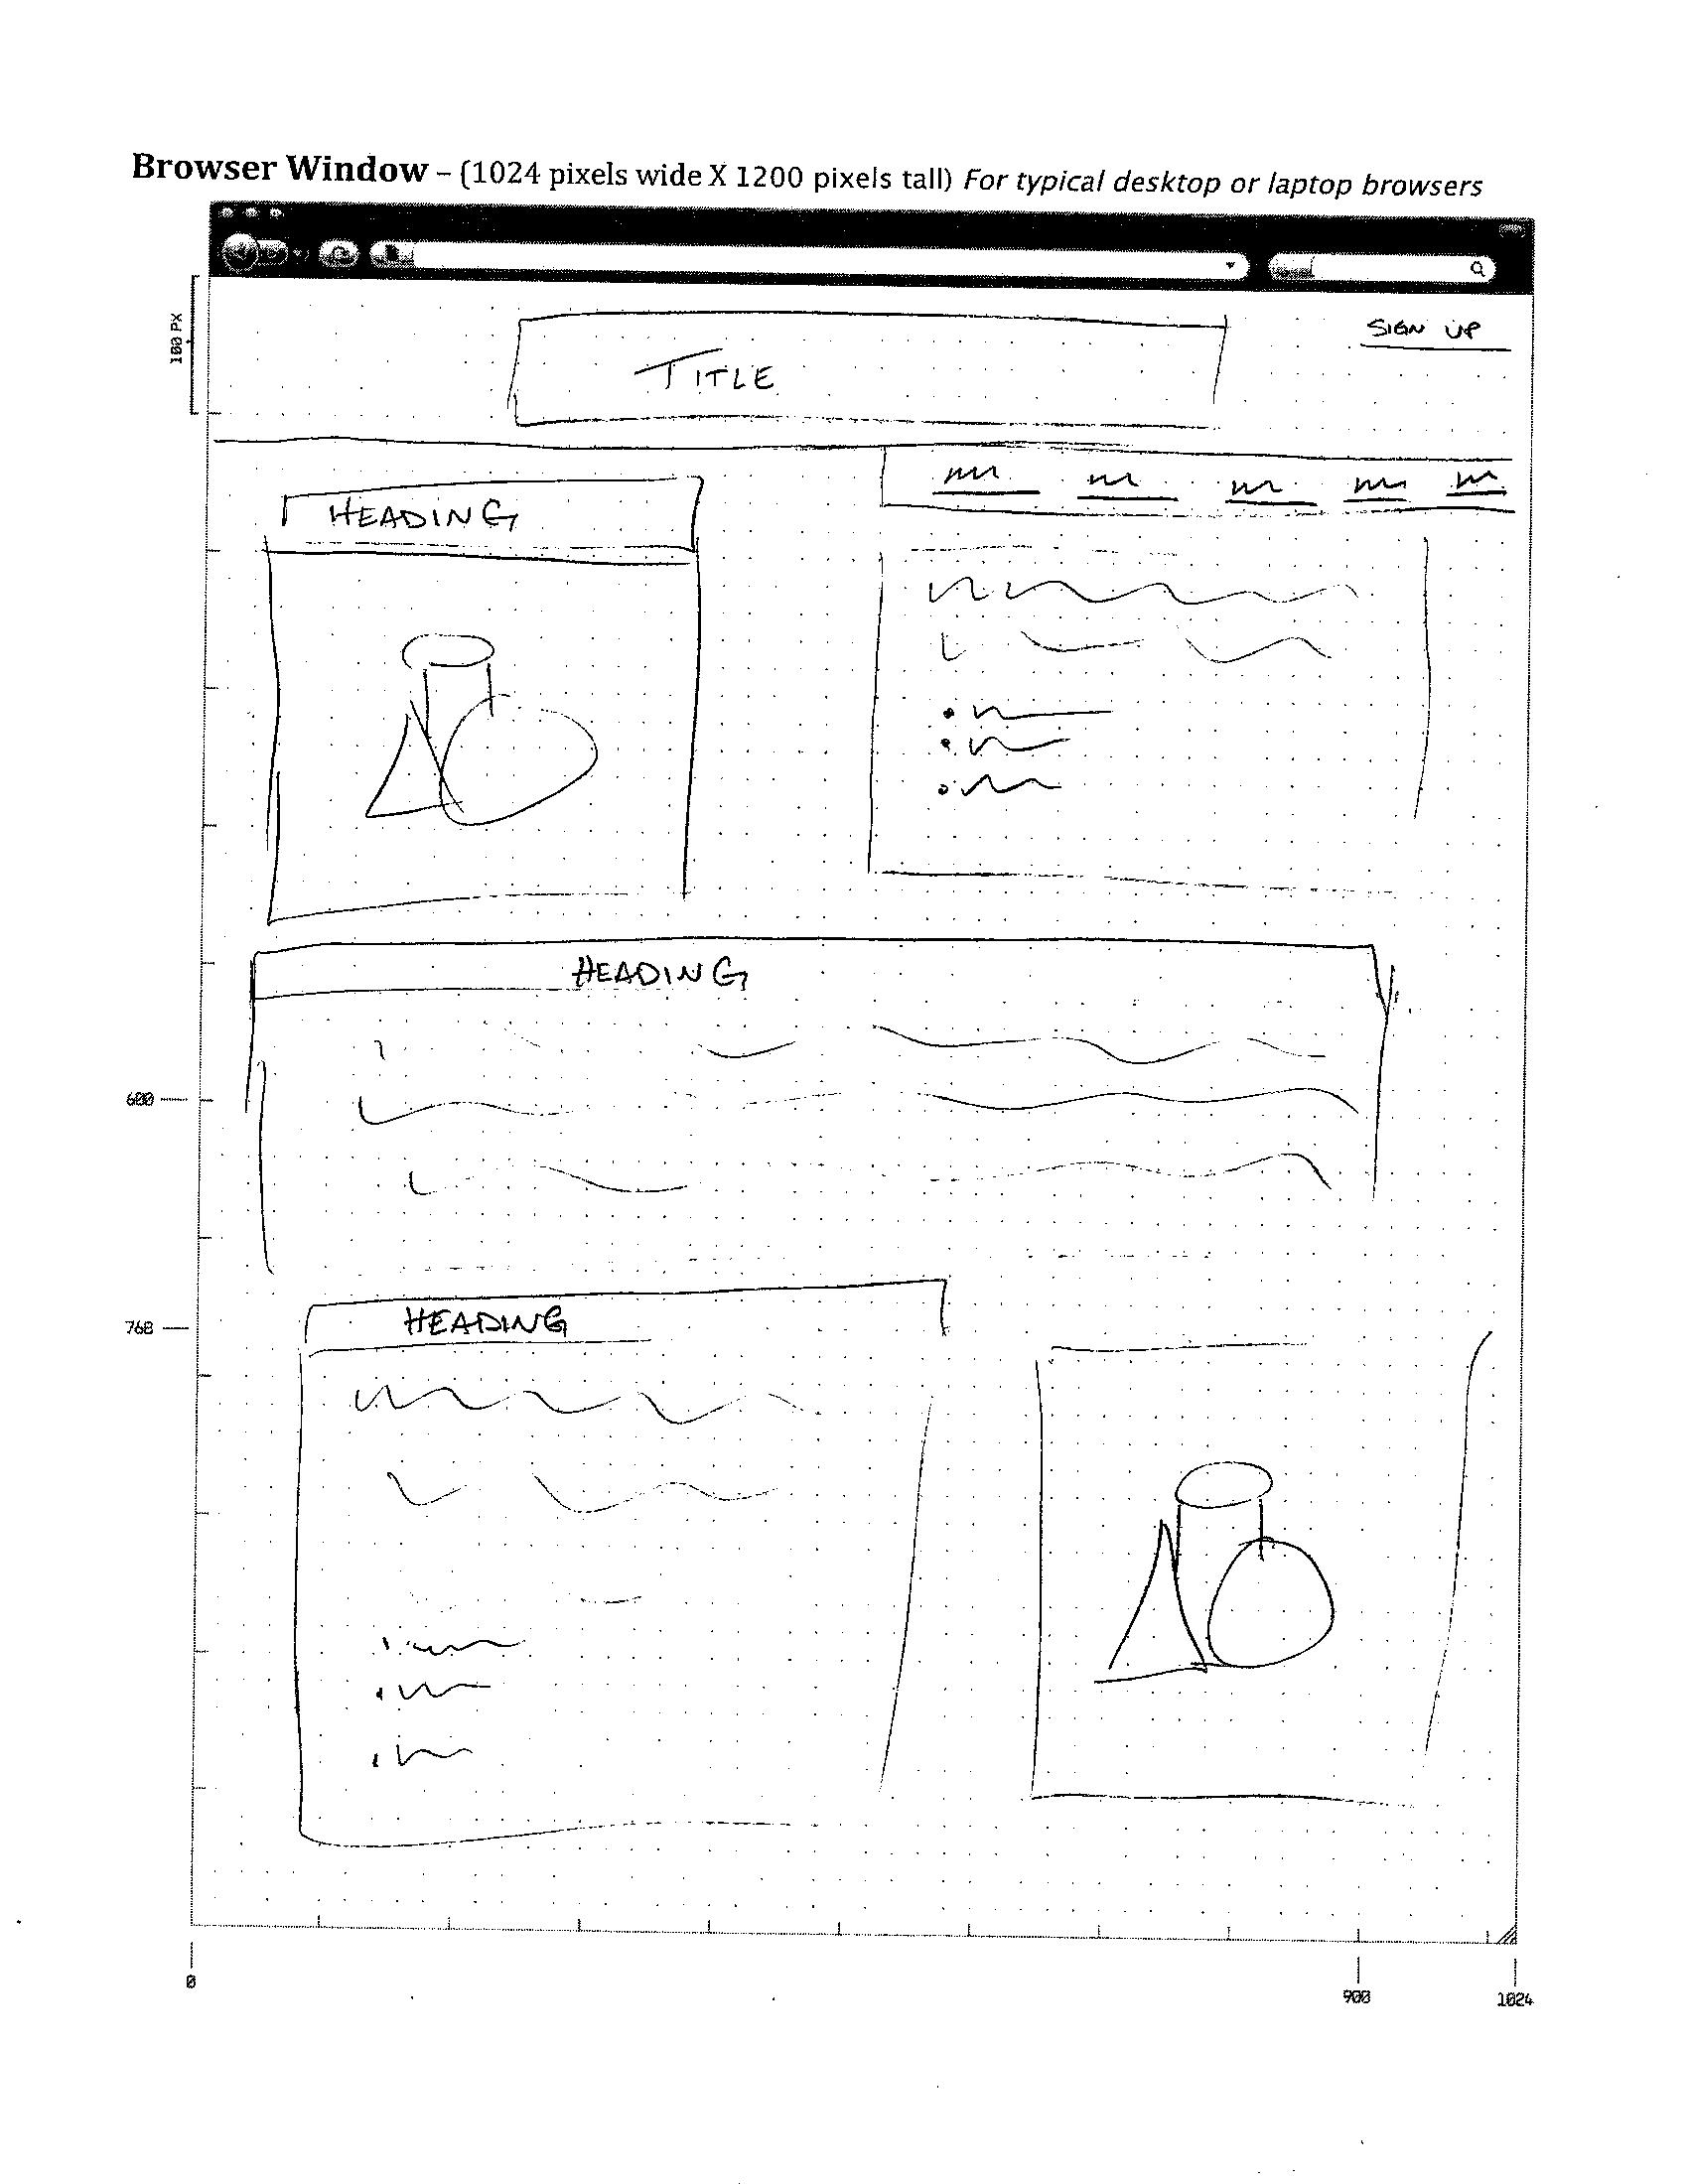 Browser Window – (1024 pixels wide X 1200 pixels tall) For typical desktop or laptop browsers
100 PX
SIGN UP
TITLE
HEADING
HEADING
600
HEADING
768
0
900
1024